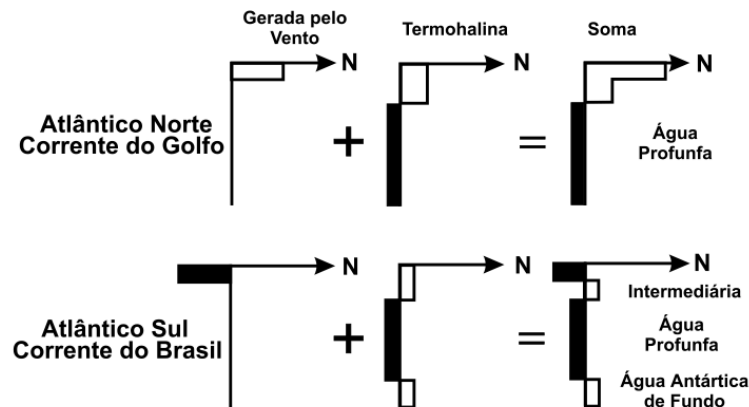 Gerada pelo
Vento
Termohalina
Soma
N
N
N
Atlântico Norte
Corrente do Golfo
+
=
Água
Profunfa
N
N
N
Intermediária
Atlântico Sul
Corrente do Brasil
+
=
Água
Profunfa
Água Antártica
de Fundo